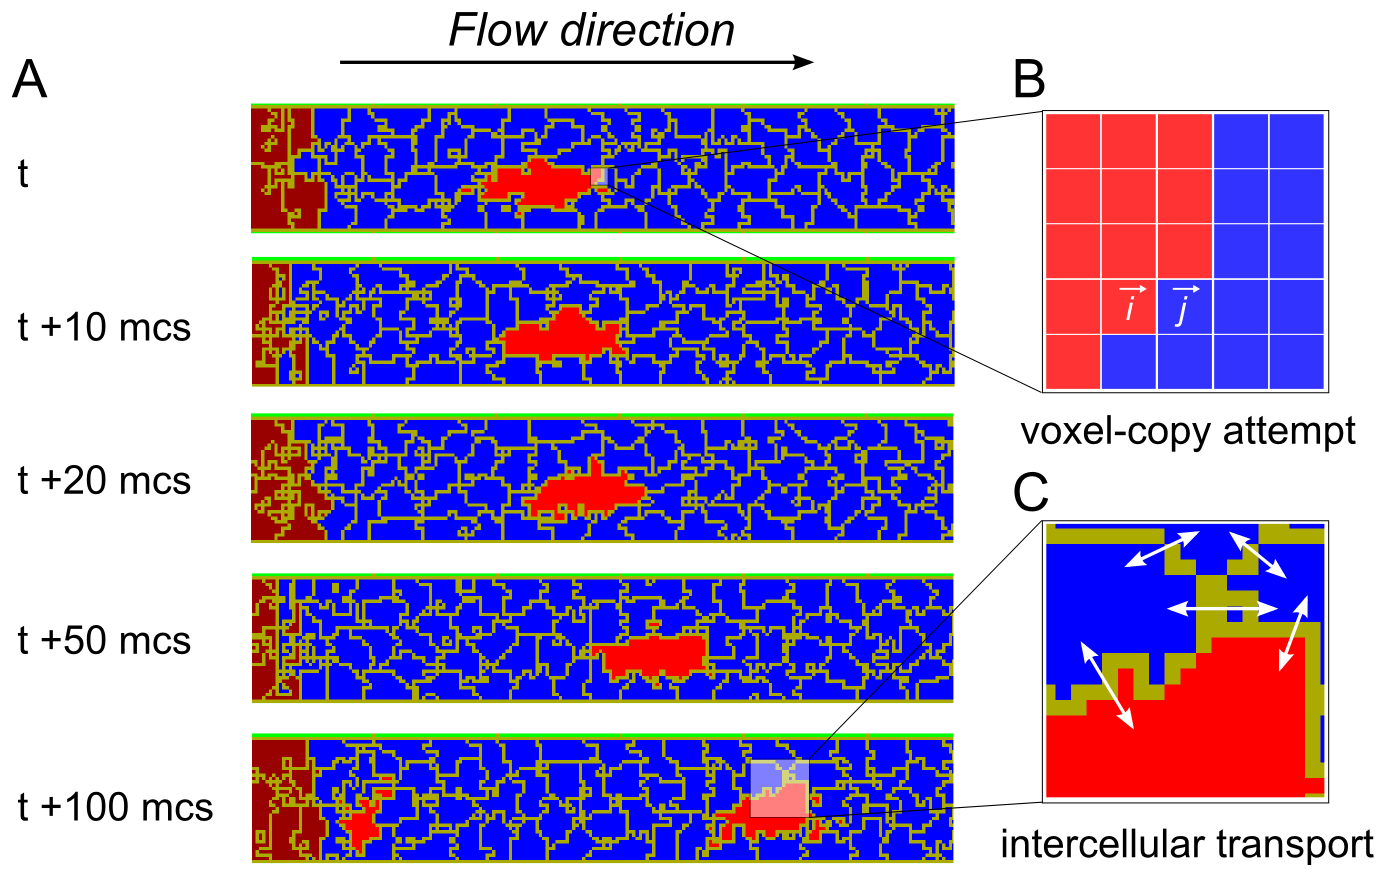 Flow direction
A
B
t
t +10 mcs
i j
voxel-copy attempt
t +20 mcs
C
t +50 mcs
t +100 mcs
intercellular transport